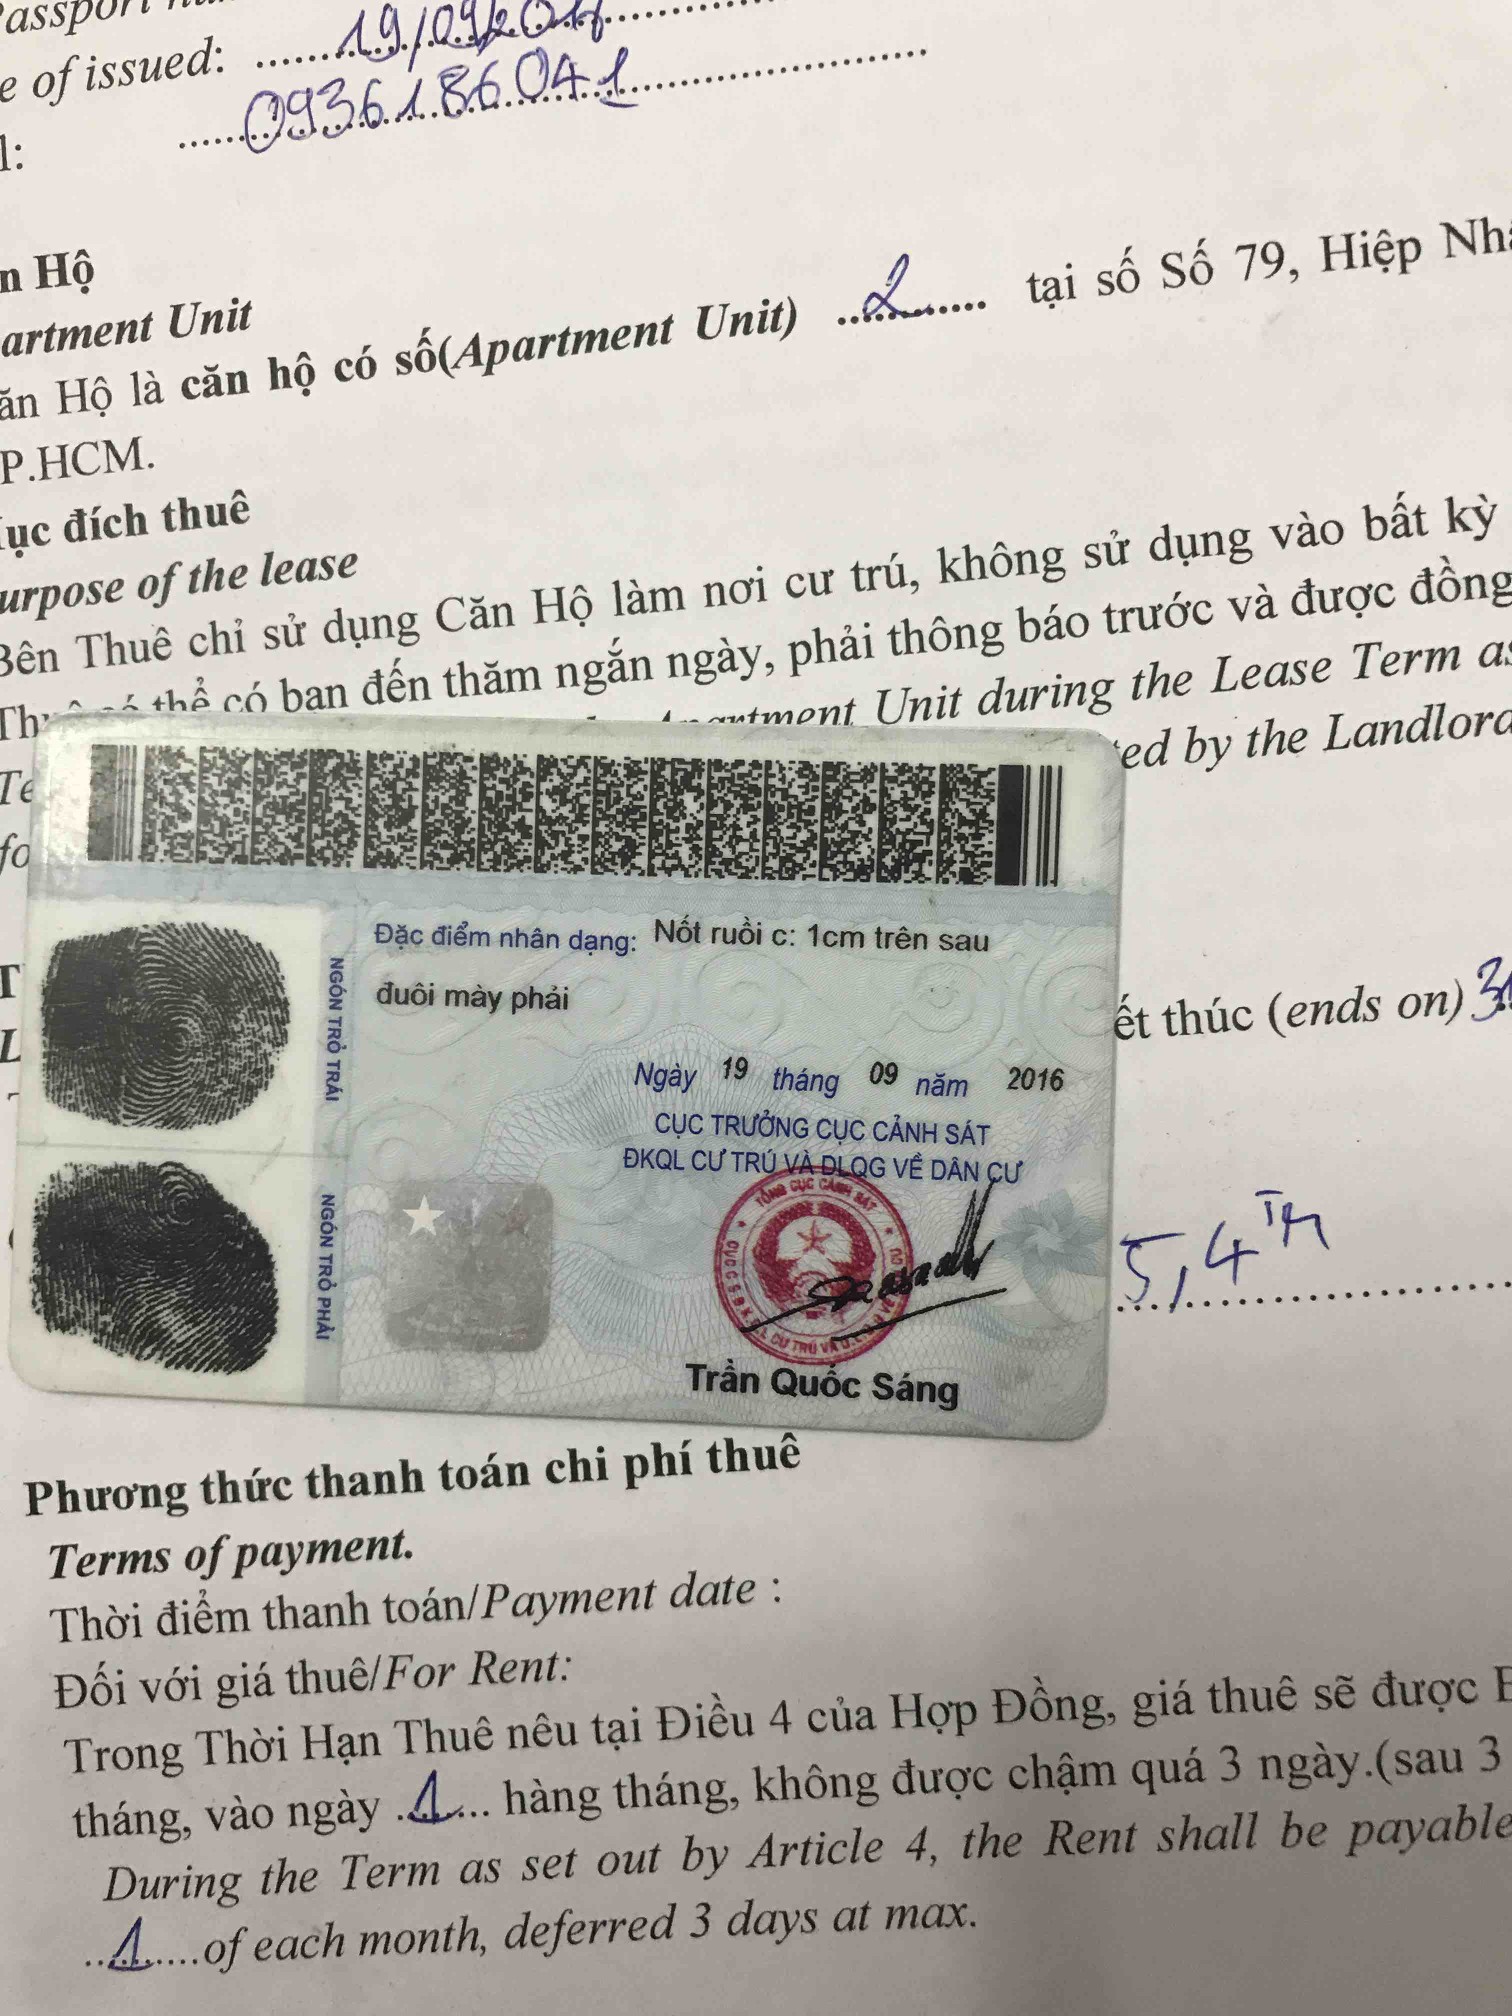 e of issued: 19/09/2016
l: 0936186041
n Hộ
artment Unit
ăn Hộ là căn hộ có số(Apartment Unit) 2 tại số Số 79, Hiệp
P.HCM.
ục đích thuê
urpose of the lease
Bên Thuê chỉ sử dụng Căn Hộ làm nơi cư trú, không sử dụng vào bất kỳ
có thể có bạn đến thăm ngắn ngày, phải thông báo trước và được đồng
Unit during the Lease Term as
ted by the Landlord
Đặc điểm nhân dạng: Nốt ruồi c: 1cm trên sau
đuôi mày phải
NGÓN TRỎ TRÁI
ết thúc (ends on) 31
Ngày 19 tháng 09 năm 2016
CỤC TRƯỞNG CỤC CẢNH SÁT
ĐKQL CƯ TRÚ VÀ DLQG VỀ DÂN CƯ
NGÓN TRỎ PHẢI
TỔNG CỤC CẢNH SÁT
5,4 TR
Trần Quốc Sáng
Phương thức thanh toán chi phí thuê
Terms of payment.
Thời điểm thanh toán/Payment date :
Đối với giá thuê/For Rent:
Trong Thời Hạn Thuê nêu tại Điều 4 của Hợp Đồng, giá thuê sẽ được
tháng, vào ngày .1... hàng tháng, không được chậm quá 3 ngày.(sau 3
During the Term as set out by Article 4, the Rent shall be payable
..1.....of each month, deferred 3 days at max.